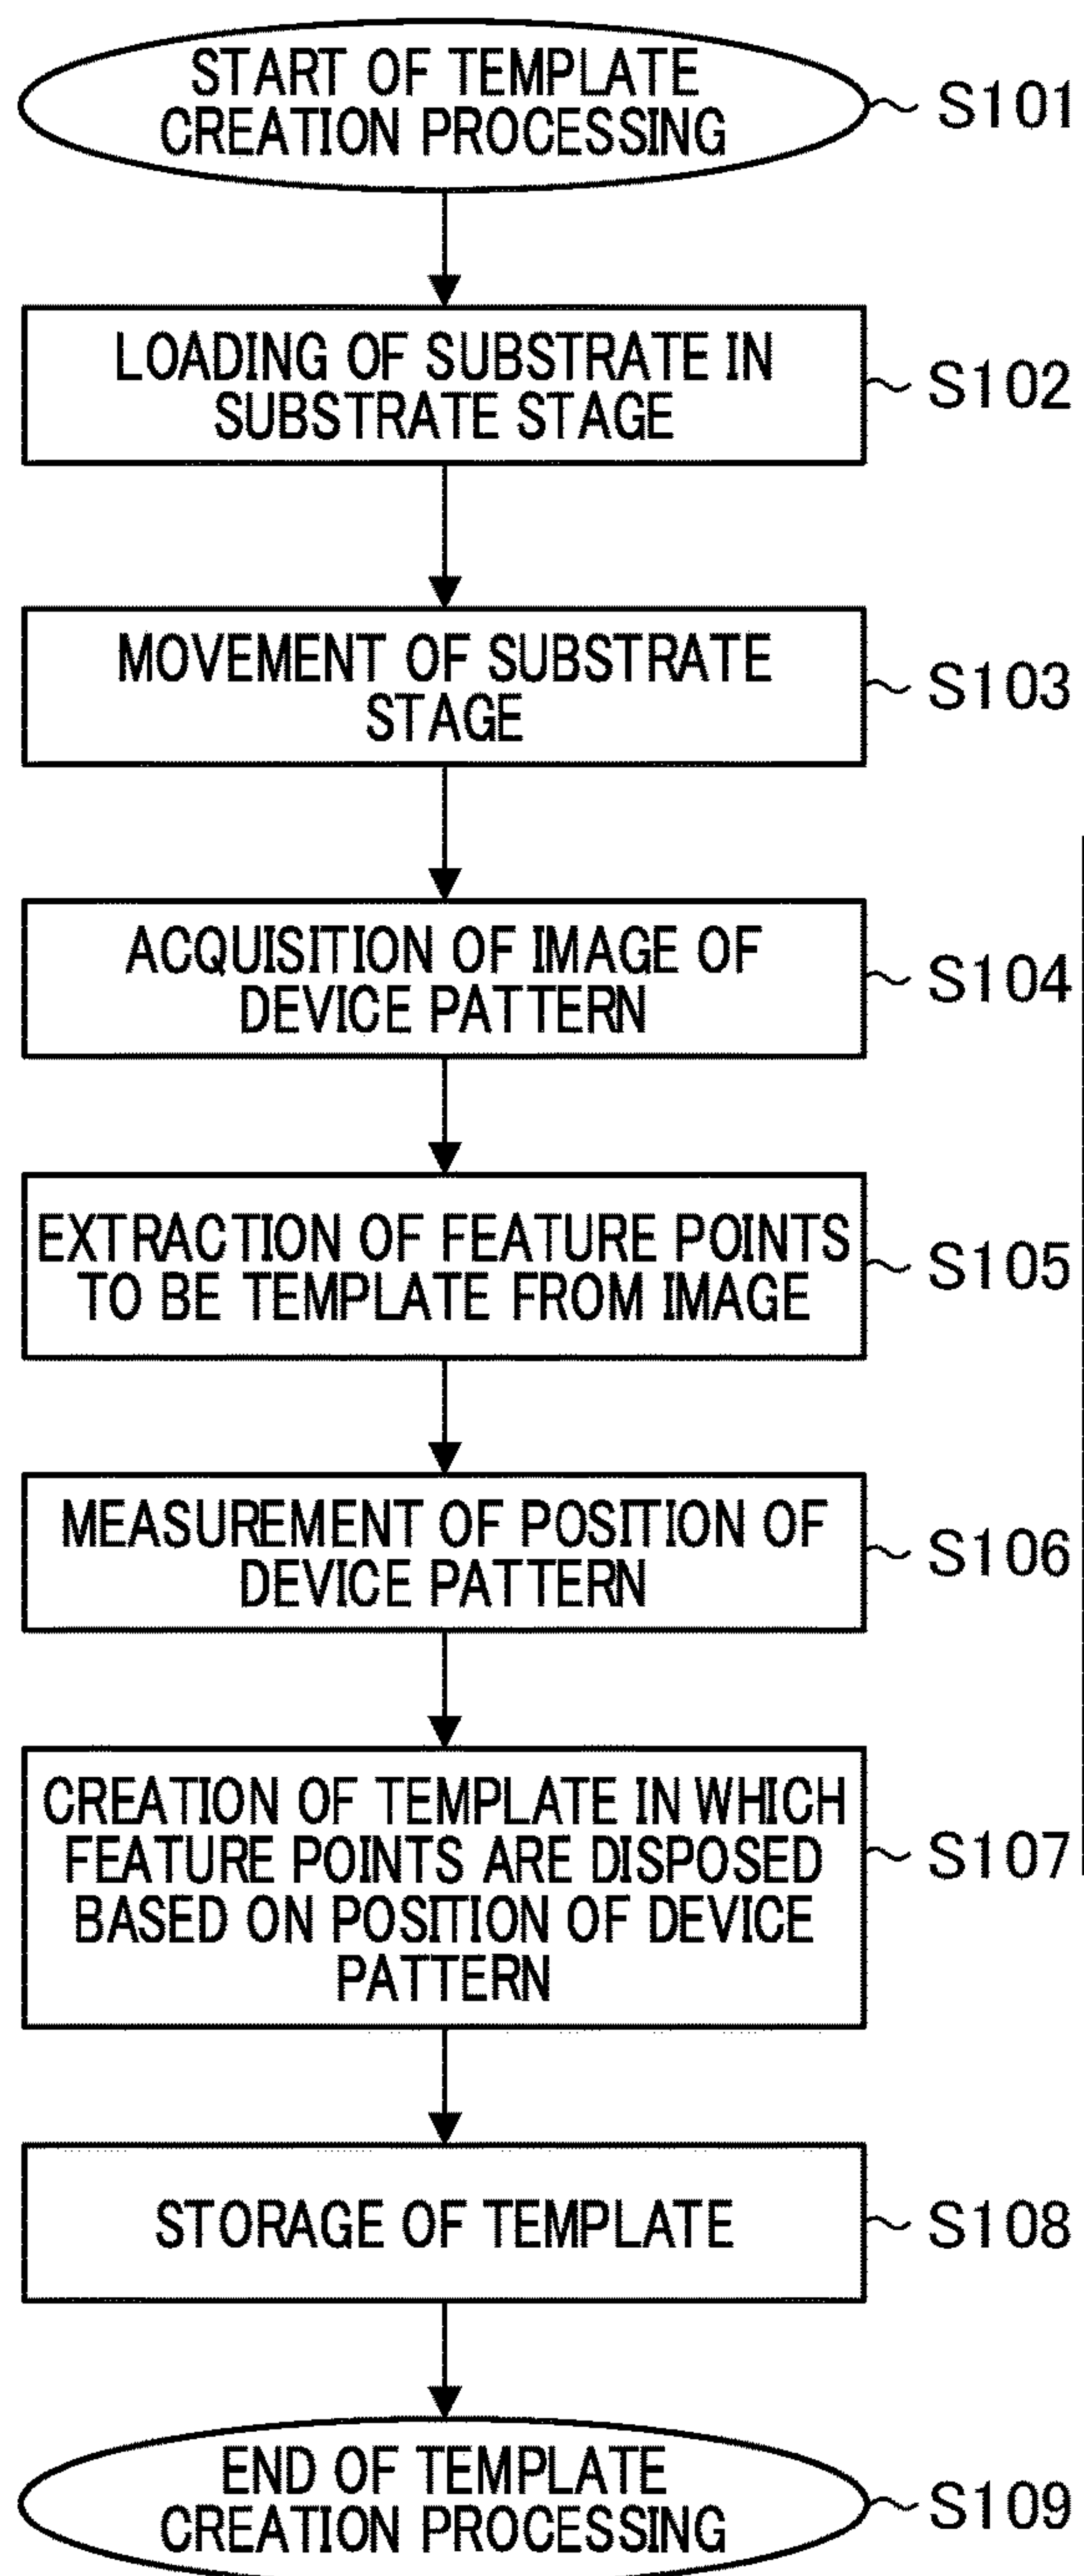 START OF TEMPLATE
CREATION PROCESSING
S101
LOADING OF SUBSTRATE IN
SUBSTRATE STAGE
S102
MOVEMENT OF SUBSTRATE
STAGE
S103
ACQUISITION OF IMAGE OF
DEVICE PATTERN
S104
EXTRACTION OF FEATURE POINTS
TO BE TEMPLATE FROM IMAGE
S105
MEASUREMENT OF POSITION OF
DEVICE PATTERN
S106
CREATION OF TEMPLATE IN WHICH
FEATURE POINTS ARE DISPOSED
BASED ON POSITION OF DEVICE
PATTERN
S107
STORAGE OF TEMPLATE
S108
END OF TEMPLATE
CREATION PROCESSING
S109